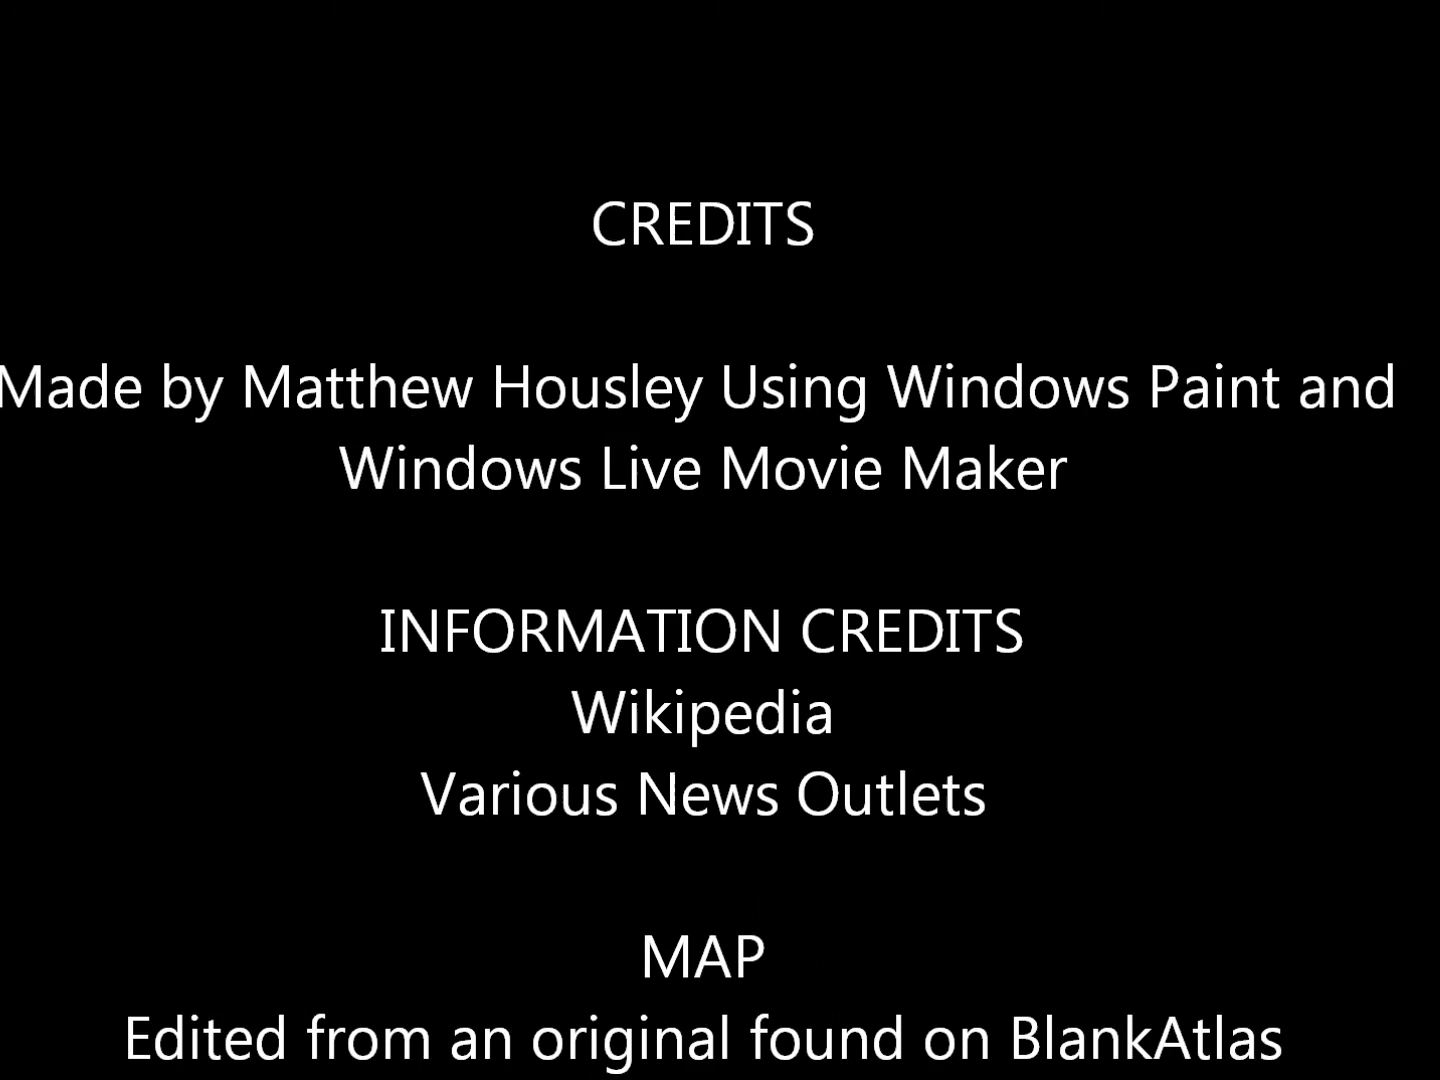 CREDITS
Made by Matthew Housley Using Windows Paint and
Windows Live Movie Maker
INFORMATION CREDITS
Wikipedia
Various News Outlets
MAP
Edited from an original found on BlankAtlas